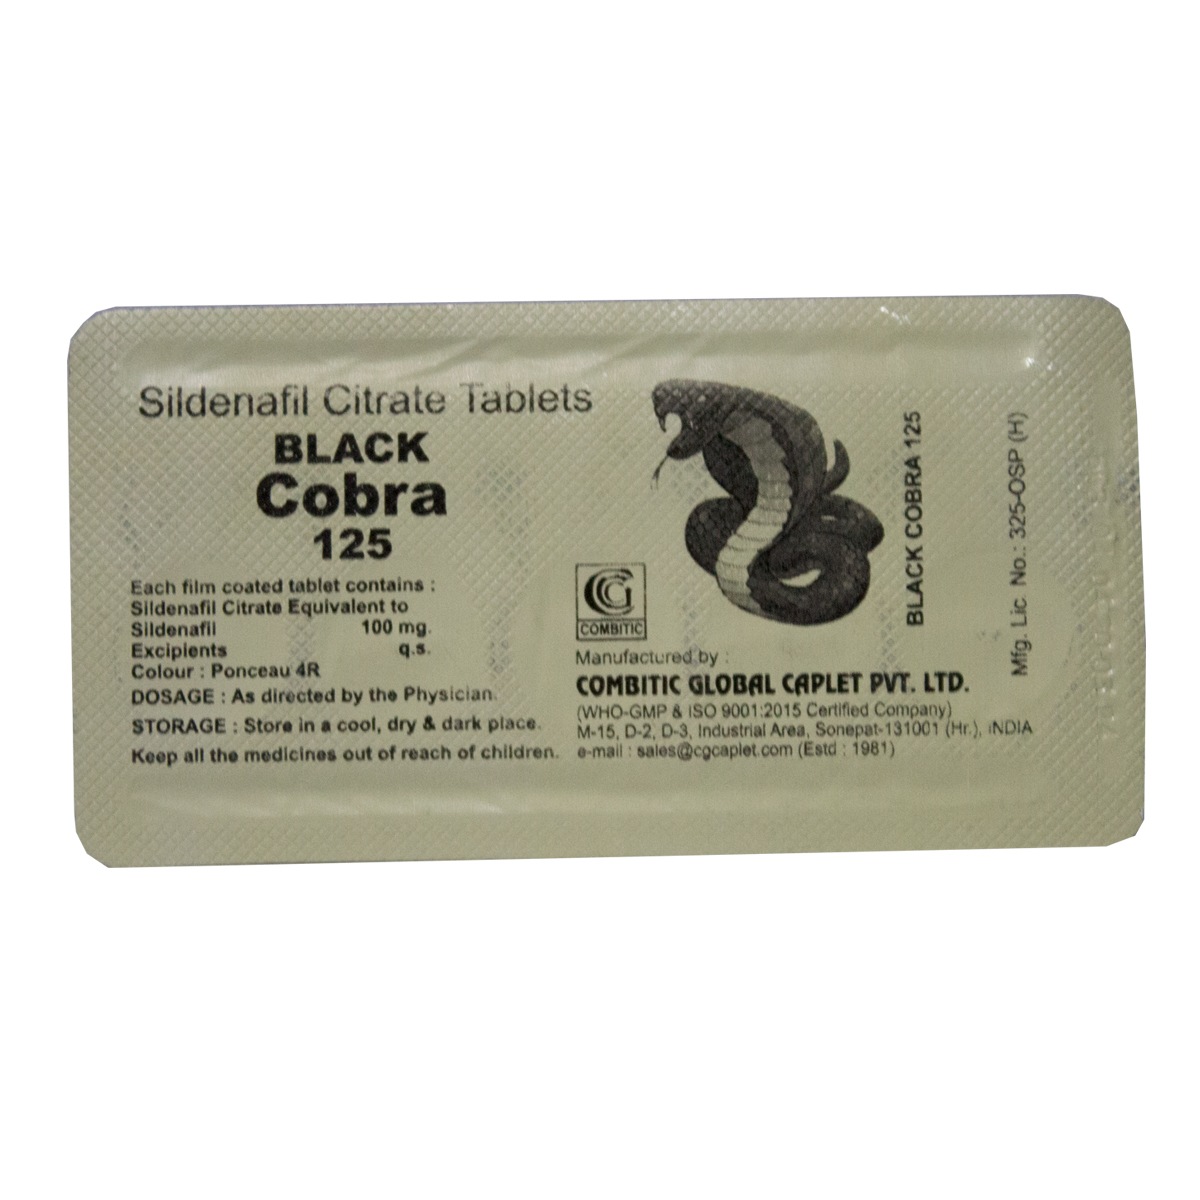 Sildenafil Citrate Tablets
BLACK
Cobra
125
Each film coated tablet contains :
Sildenafil Citrate Equivalent to
Sildenafil 100 mg.
Excipients q.s.
Colour : Ponceau 4R
DOSAGE : As directed by the Physician.
STORAGE : Store in a cool, dry & dark place.
Keep all the medicines out of reach of children.
CGC
COMBITIC
Manufactured by :
COMBITIC GLOBAL CAPLET PVT. LTD.
(WHO-GMP & ISO 9001:2015 Certified Company)
M-15, D-2, D-3, Industrial Area, Sonepat-131001 (Hr.), INDIA
e-mail : sales@cgcaplet.com (Estd : 1981)
BLACK COBRA 125
Mfg. Lic. No.: 325-OSP (H)